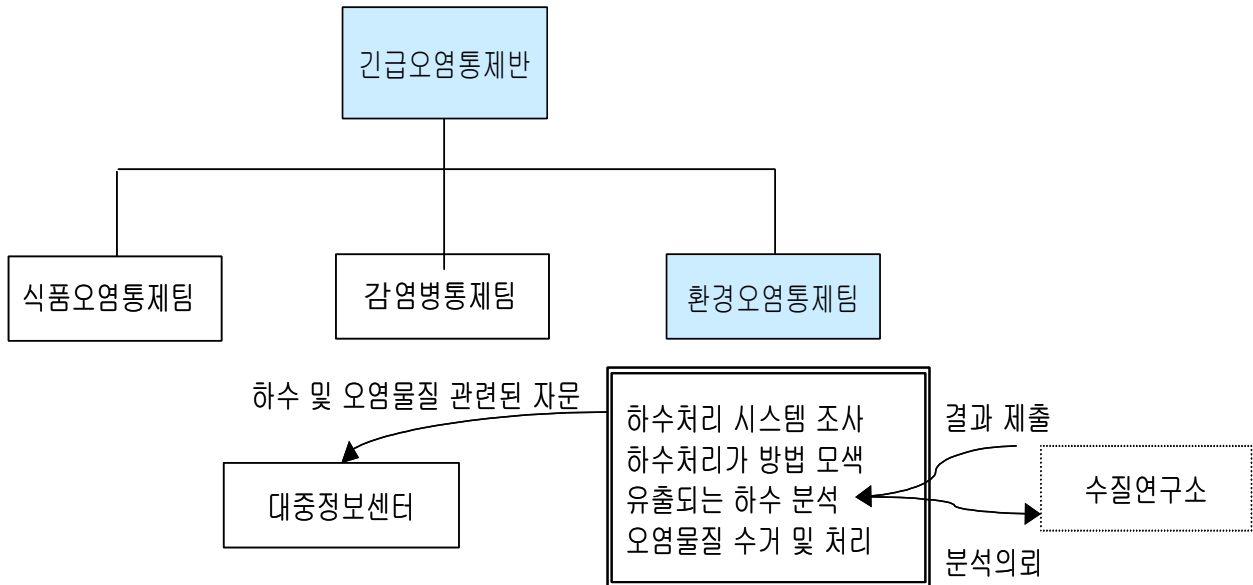 긴급오염통제반
식품오염통제팀
감염병통제팀
환경오염통제팀
하수 및 오염물질 관련된 자문
대중정보센터
하수처리 시스템 조사
하수처리가 방법 모색
유출되는 하수 분석
오염물질 수거 및 처리
결과 제출
수질연구소
분석의뢰